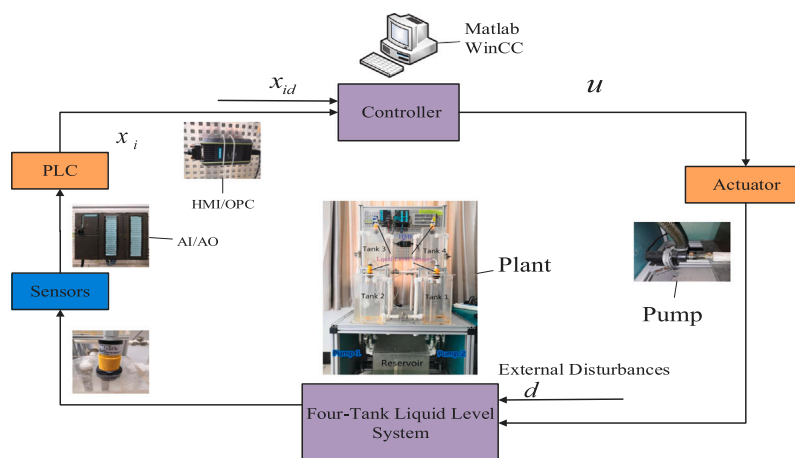 Matlab
WinCC
x_id
Controller
u
x_i
PLC
HMI/OPC
Actuator
AI/AO
Tank 3
Tank 4
Plant
Sensors
Tank 2
Tank 1
Pump
Pump1
Reservoir
External Disturbances
d
Four-Tank Liquid Level
System